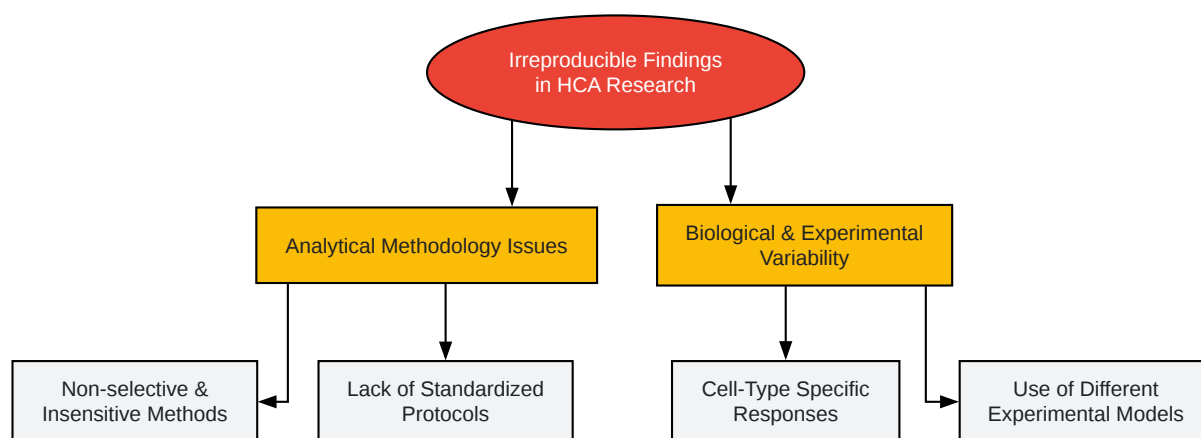 Irreproducible Findings
in HCA Research
Analytical Methodology Issues
Biological & Experimental
Variability
Non-selective &
Insensitive Methods
Lack of Standardized
Protocols
Cell-Type Specific
Responses
Use of Different
Experimental Models